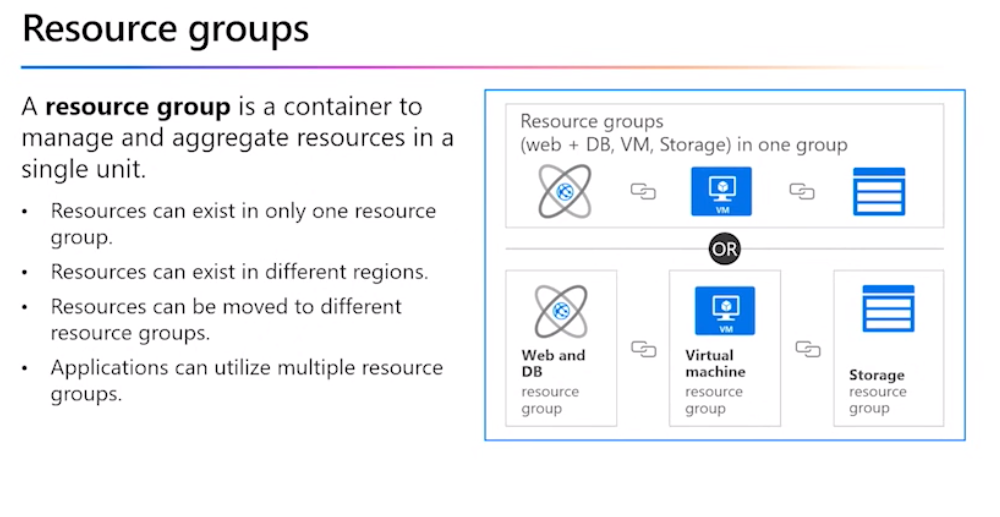 Resource groups
A resource group is a container to
manage and aggregate resources in a
single unit.
• Resources can exist in only one resource
group.
• Resources can exist in different regions.
• Resources can be moved to different
resource groups.
• Applications can utilize multiple resource
groups.
Resource groups
(web + DB, VM, Storage) in one group
VM
OR
Web and
DB
resource
group
VM
Virtual
machine
resource
group
Storage
resource
group